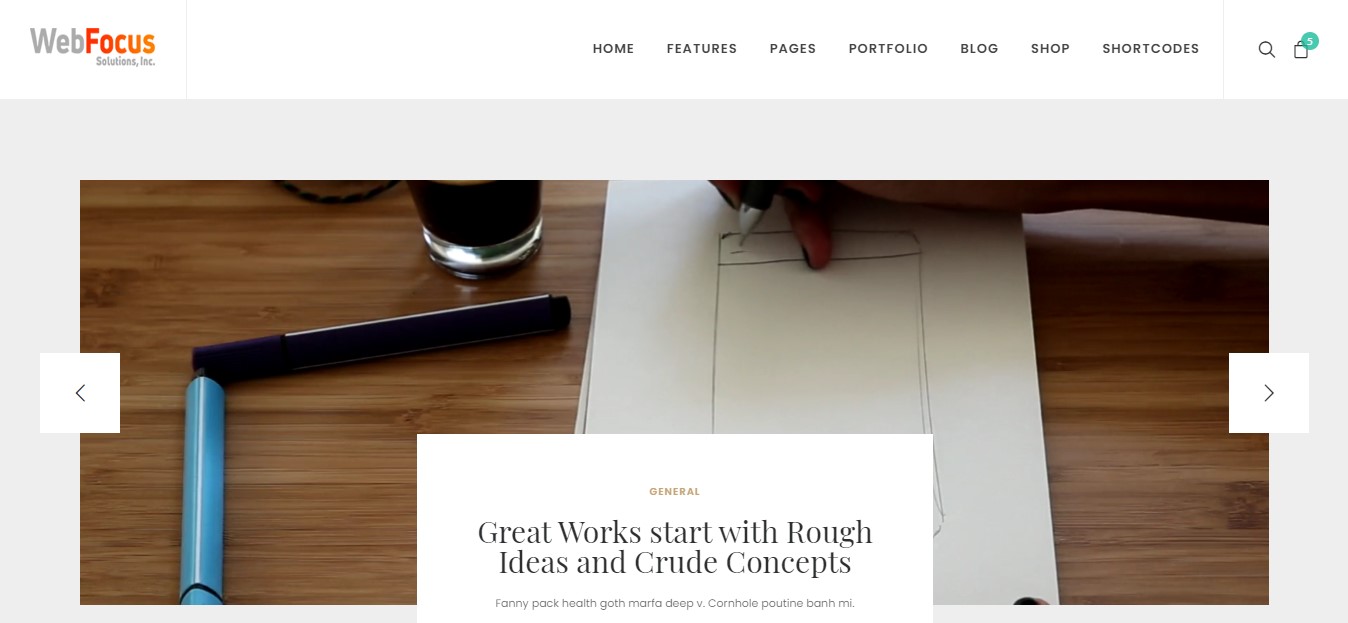 WebFocus
Solutions, Inc.
HOME FEATURES PAGES PORTFOLIO BLOG SHOP SHORTCODES
5
GENERAL
Great Works start with Rough
Ideas and Crude Concepts
Fanny pack health goth marfa deep v. Cornhole poutine banh mi.